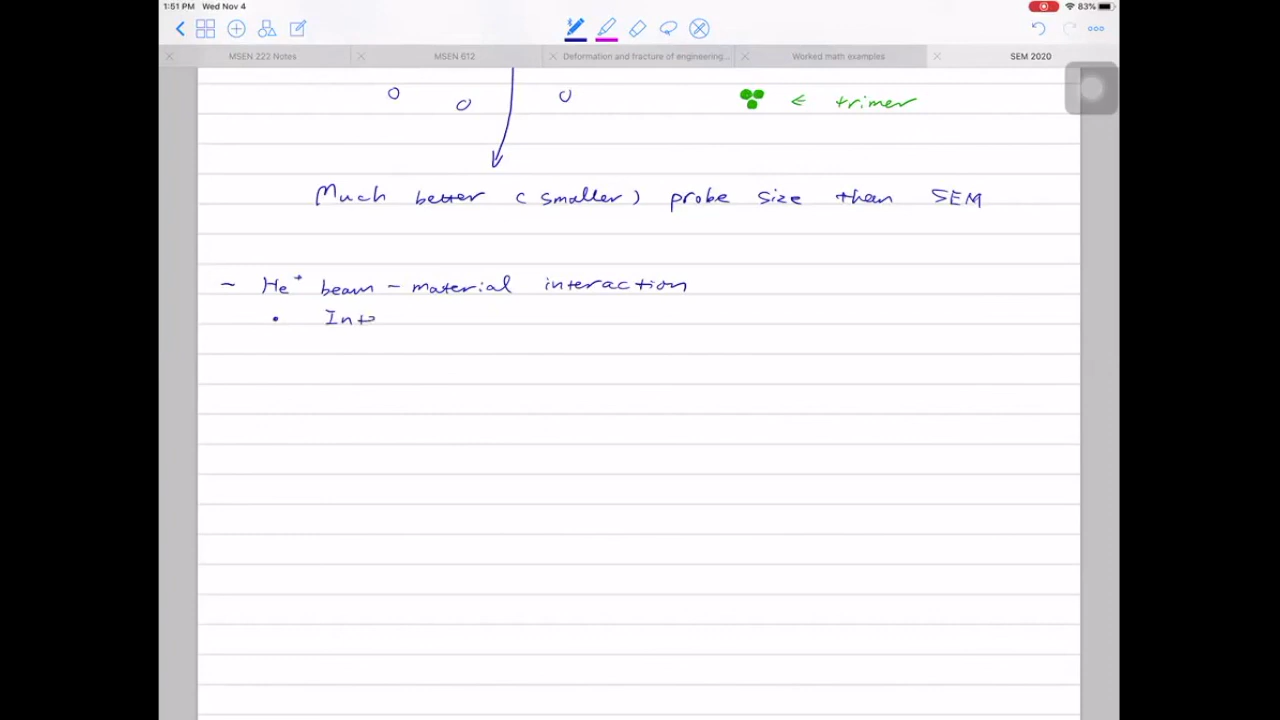 1:51 PM Wed Nov 4 83%
MSEN 222 Notes MSEN 612 Deformation and fracture of engineering... Worked math examples SEM 2020
← trimer
Much better (smaller) probe size than SEM
~ He⁺ beam - material interaction
• Int